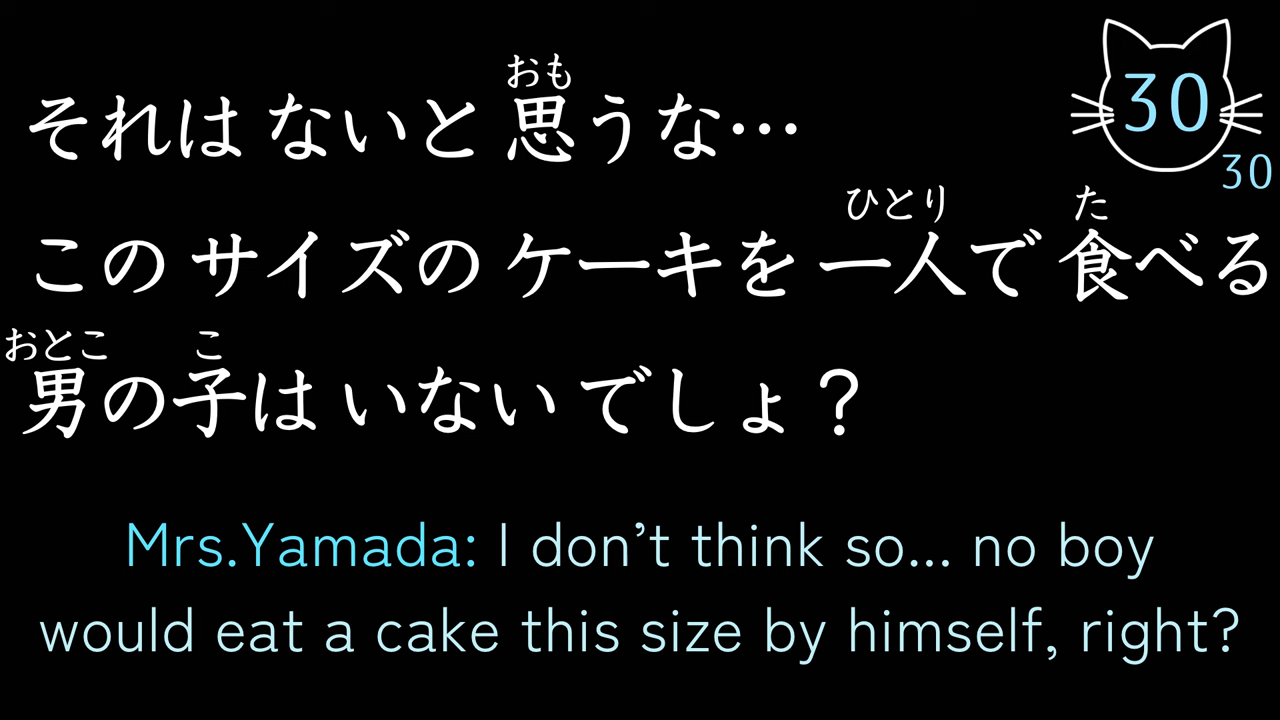 おも
それは ないと 思うな…
30
30
ひとり た
この サイズの ケーキを 一人で 食べる
おとこ こ
男の子は いない でしょ？
Mrs.Yamada: I don't think so... no boy
would eat a cake this size by himself, right?